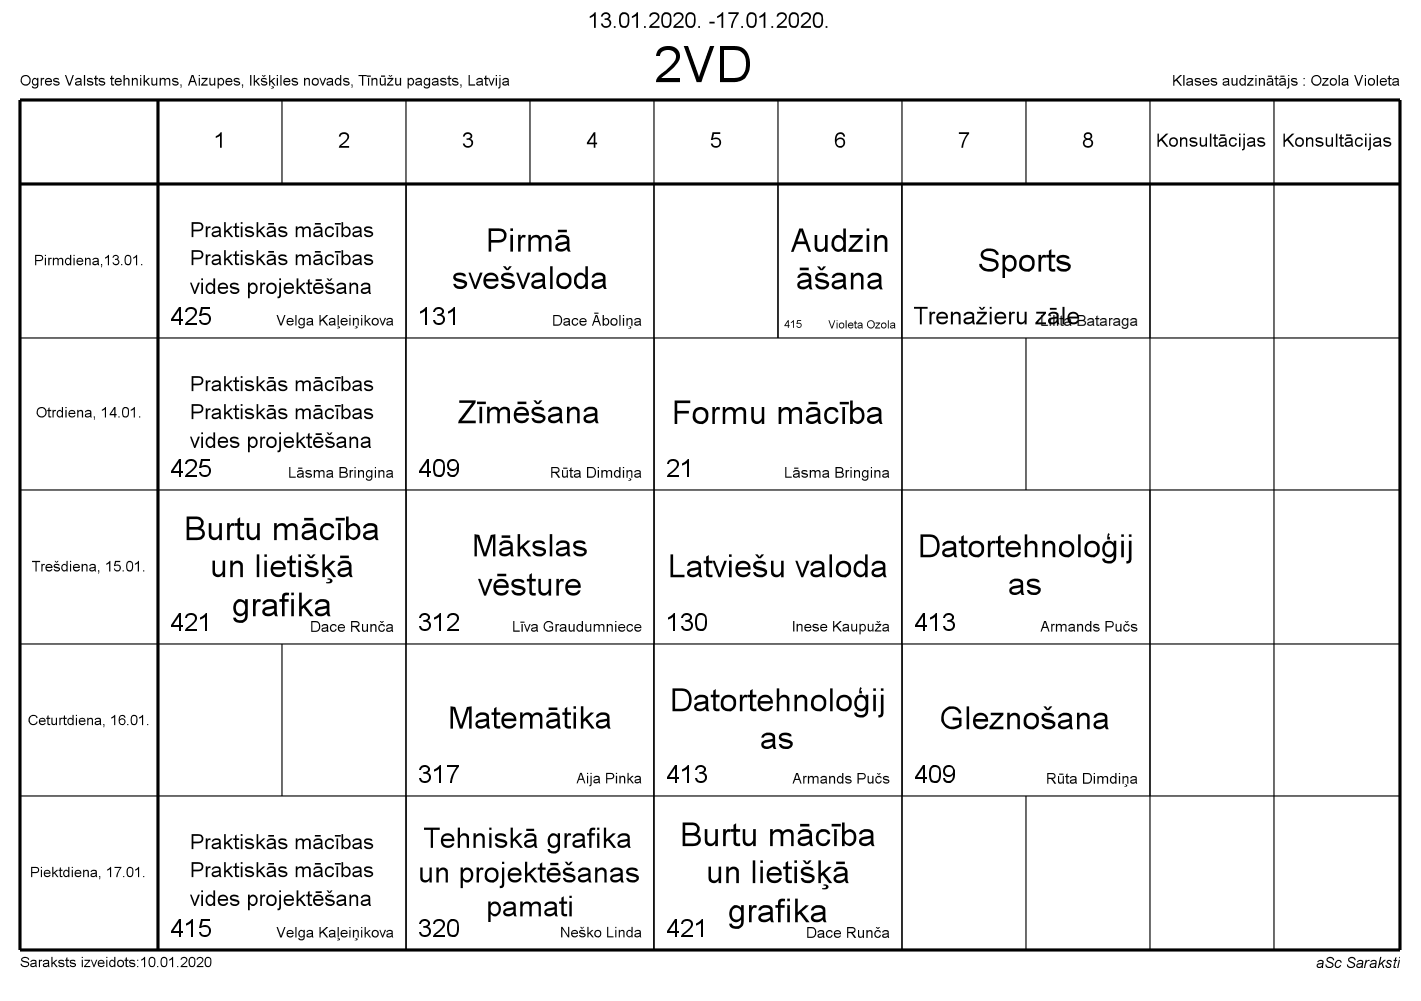 13.01.2020. -17.01.2020.
2VD
Ogres Valsts tehnikums, Aizupes, Ikšķiles novads, Tīnūžu pagasts, Latvija
Klases audzinātājs : Ozola Violeta
1 2 3 4 5 6 7 8 Konsultācijas Konsultācijas
Pirmdiena,13.01.
Praktiskās mācības
Praktiskās mācības
vides projektēšana
425 Velga Kaļeiņikova
Pirmā
svešvaloda
131 Dace Āboliņa
Audzin
āšana
415 Violeta Ozola
Sports
Trenažieru zāle Lilita Bataraga
Otrdiena, 14.01.
Praktiskās mācības
Praktiskās mācības
vides projektēšana
425 Lāsma Bringina
Zīmēšana
409 Rūta Dimdiņa
Formu mācība
21 Lāsma Bringina
Trešdiena, 15.01.
Burtu mācība
un lietišķā
grafika
421 Dace Runča
Mākslas
vēsture
312 Līva Graudumniece
Latviešu valoda
130 Inese Kaupuža
Datortehnoloģij
as
413 Armands Pučs
Ceturtdiena, 16.01.
Matemātika
317 Aija Pinka
Datortehnoloģij
as
413 Armands Pučs
Gleznošana
409 Rūta Dimdiņa
Piektdiena, 17.01.
Praktiskās mācības
Praktiskās mācības
vides projektēšana
415 Velga Kaļeiņikova
Tehniskā grafika
un projektēšanas
pamati
320 Neško Linda
Burtu mācība
un lietišķā
grafika
421 Dace Runča
Saraksts izveidots:10.01.2020
aSc Saraksti